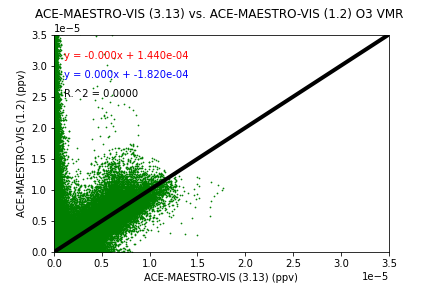 ACE-MAESTRO-VIS (3.13) vs. ACE-MAESTRO-VIS (1.2) O3 VMR
1e−5
3.5
3.0
2.5
2.0
1.5
1.0
0.5
0.0
ACE-MAESTRO-VIS (1.2) (ppv)
y = -0.000x + 1.440e-04
y = 0.000x + -1.820e-04
R.^2 = 0.0000
0.0 0.5 1.0 1.5 2.0 2.5 3.0 3.5
ACE-MAESTRO-VIS (3.13) (ppv)
1e−5